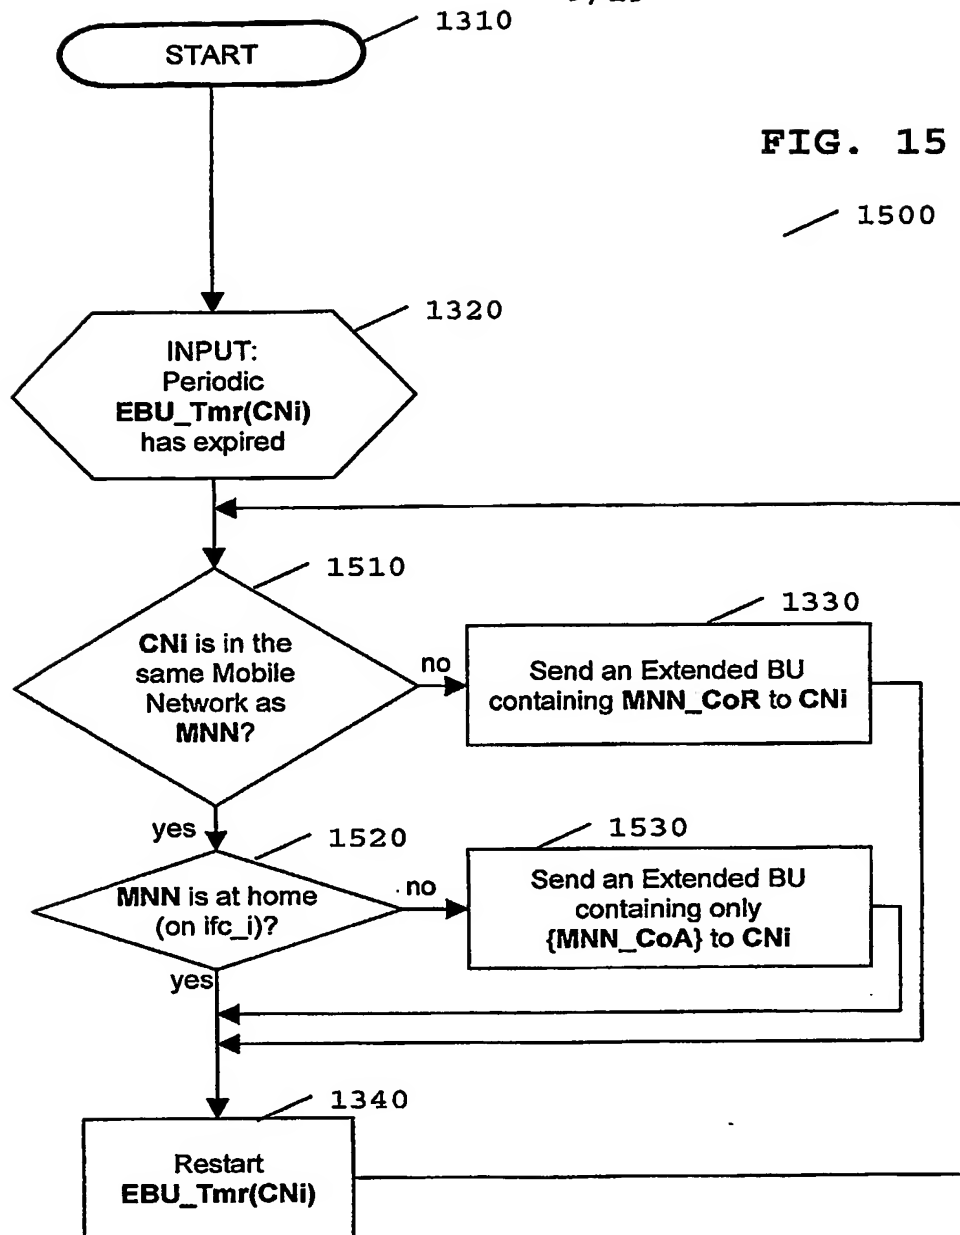 1310
START
FIG. 15
1500
1320
INPUT:
Periodic
EBU_Tmr(CNi)
has expired
1510
CNi is in the
same Mobile
Network as
MNN?
no
1330
Send an Extended BU
containing MNN_CoR to CNi
yes
1520
MNN is at home
(on ifc_i)?
no
1530
Send an Extended BU
containing only
{MNN_CoA} to CNi
yes
1340
Restart
EBU_Tmr(CNi)